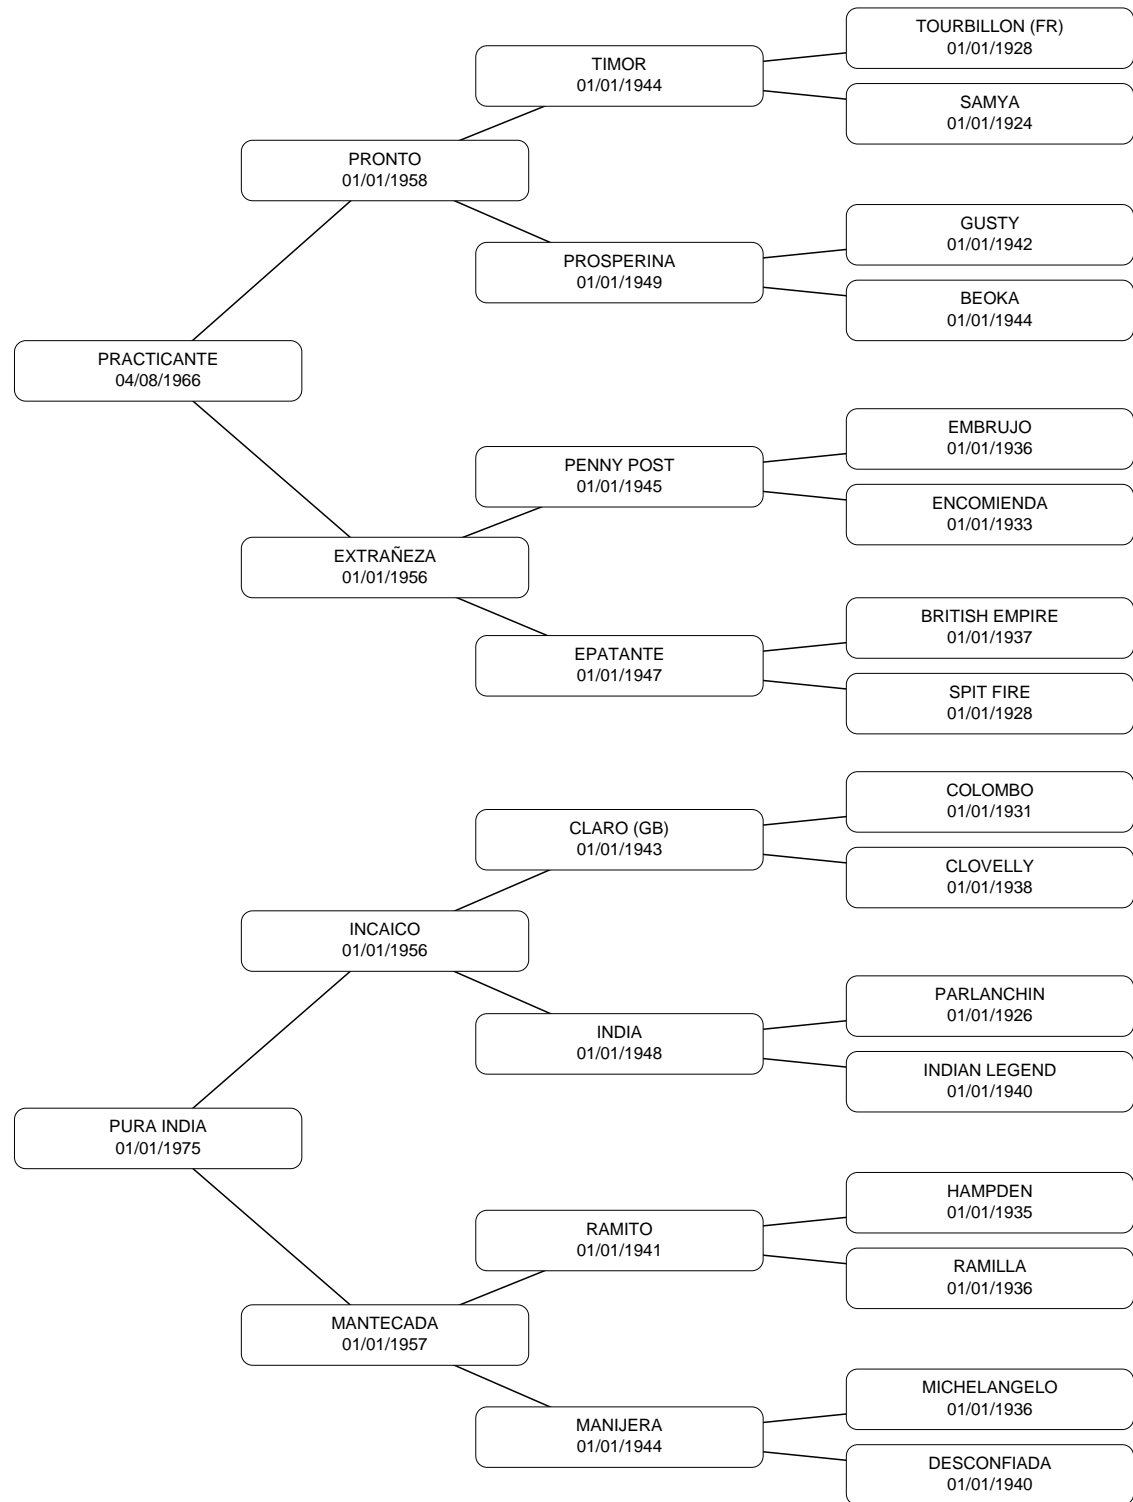 TOURBILLON (FR)
01/01/1928
TIMOR
01/01/1944
SAMYA
01/01/1924
PRONTO
01/01/1958
GUSTY
01/01/1942
PROSPERINA
01/01/1949
BEOKA
01/01/1944
PRACTICANTE
04/08/1966
EMBRUJO
01/01/1936
PENNY POST
01/01/1945
ENCOMIENDA
01/01/1933
EXTRAÑEZA
01/01/1956
BRITISH EMPIRE
01/01/1937
EPATANTE
01/01/1947
SPIT FIRE
01/01/1928
COLOMBO
01/01/1931
CLARO (GB)
01/01/1943
CLOVELLY
01/01/1938
INCAICO
01/01/1956
PARLANCHIN
01/01/1926
INDIA
01/01/1948
INDIAN LEGEND
01/01/1940
PURA INDIA
01/01/1975
HAMPDEN
01/01/1935
RAMITO
01/01/1941
RAMILLA
01/01/1936
MANTECADA
01/01/1957
MICHELANGELO
01/01/1936
MANIJERA
01/01/1944
DESCONFIADA
01/01/1940